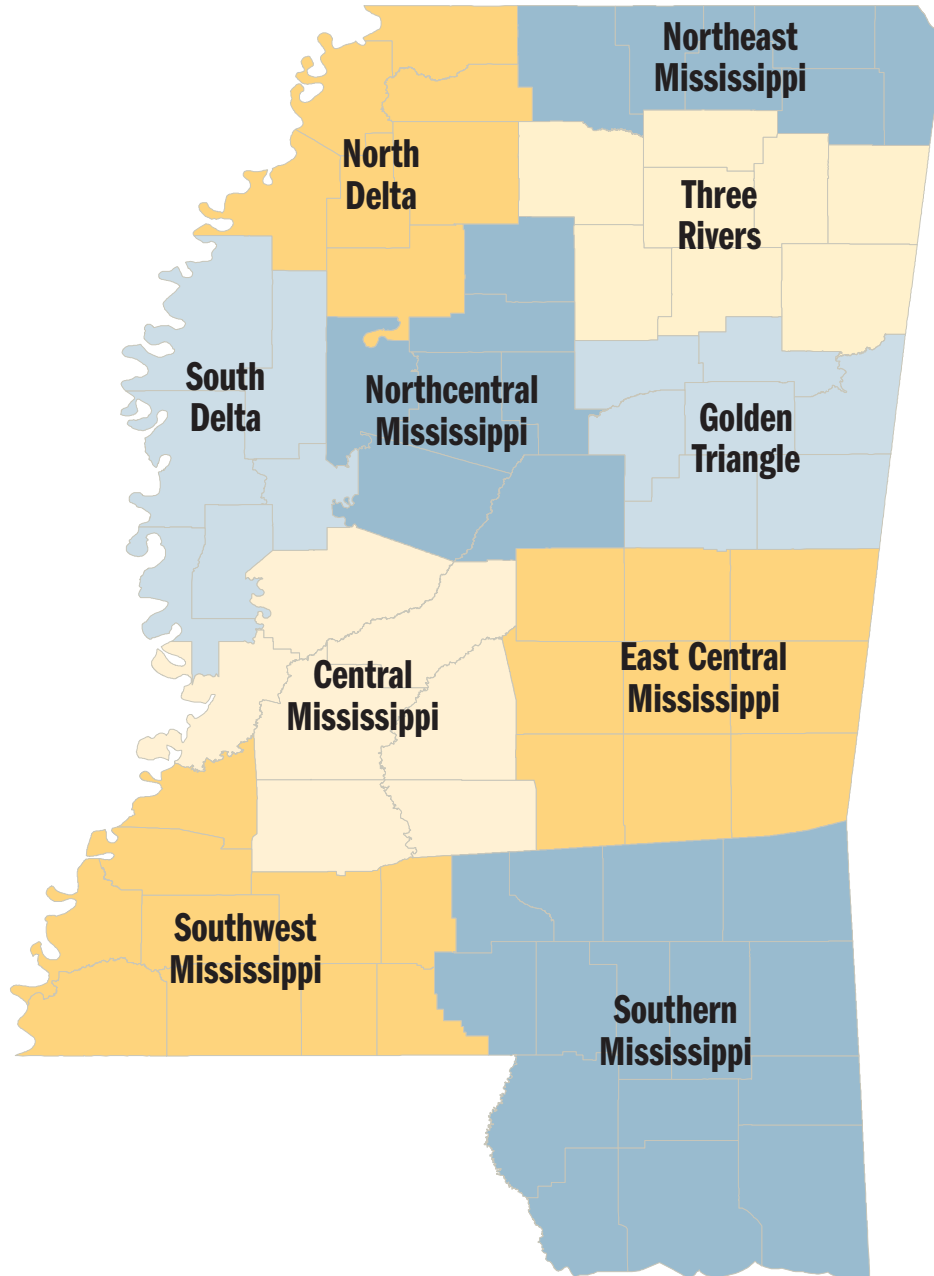 Northeast
Mississippi
North
Delta
Three
Rivers
South
Delta
Northcentral
Mississippi
Golden
Triangle
East Central
Mississippi
Central
Mississippi
Southwest
Mississippi
Southern
Mississippi